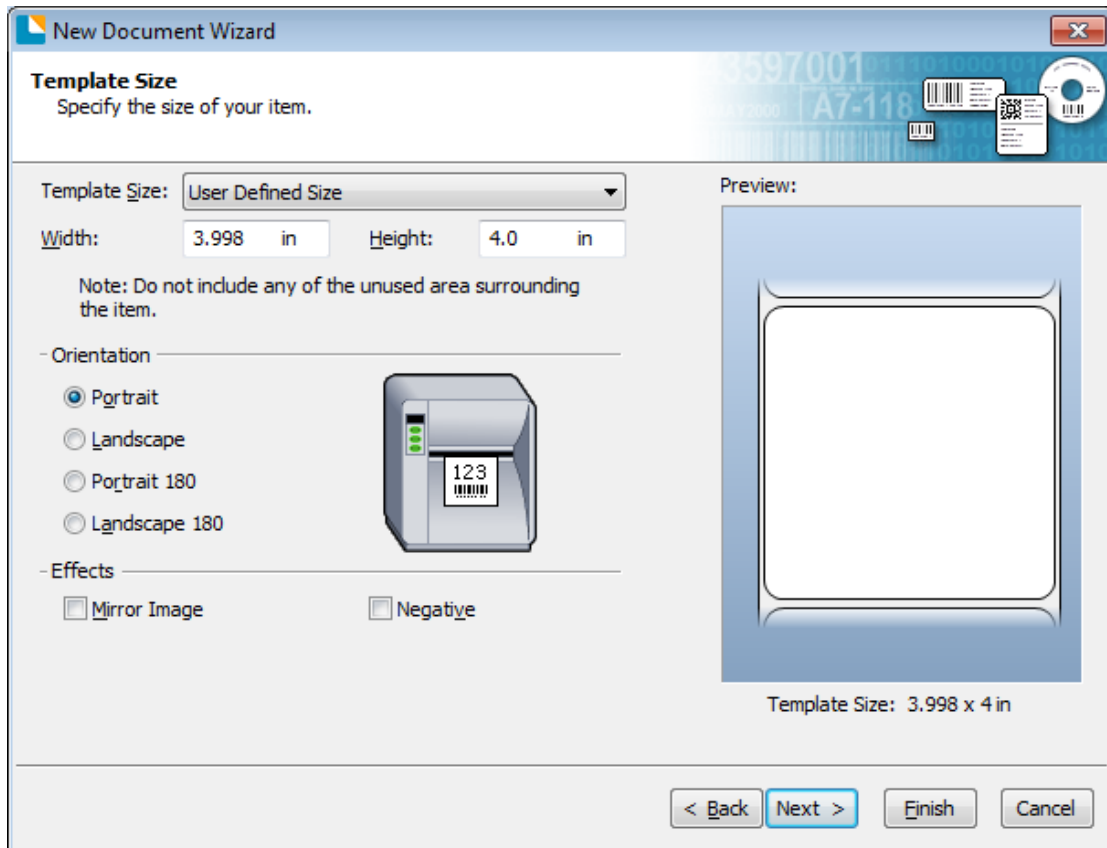 New Document Wizard
Template Size
Specify the size of your item.
3597001
A7-118
Template Size: User Defined Size
Width: 3.998 in Height: 4.0 in
Note: Do not include any of the unused area surrounding
the item.
Orientation
Portrait
Landscape
Portrait 180
Landscape 180
123
Effects
Mirror Image Negative
Preview:
Template Size: 3.998 x 4 in
< Back Next > Finish Cancel